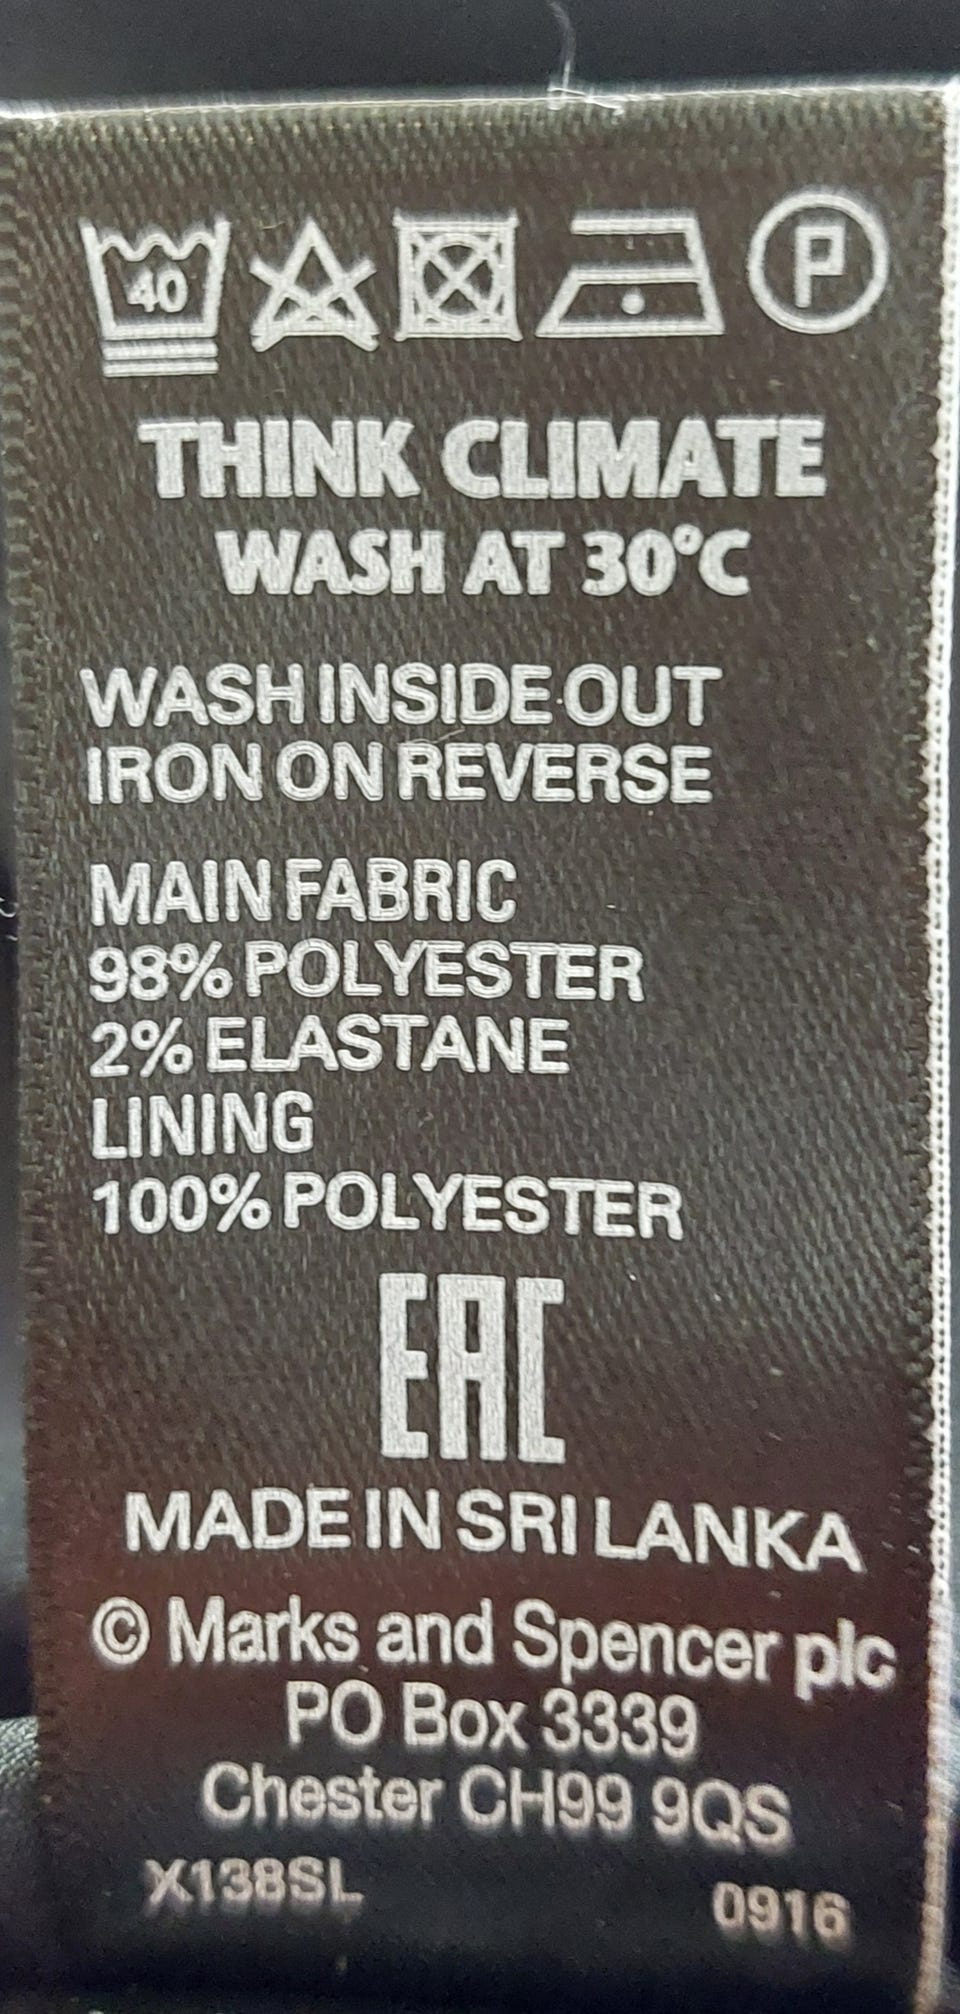 40 P
THINK CLIMATE
WASH AT 30°C
WASH INSIDE OUT
IRON ON REVERSE
MAIN FABRIC
98% POLYESTER
2% ELASTANE
LINING
100% POLYESTER
EAC
MADE IN SRI LANKA
© Marks and Spencer plc
PO Box 3339
Chester CH99 9QS
X138SL 0916